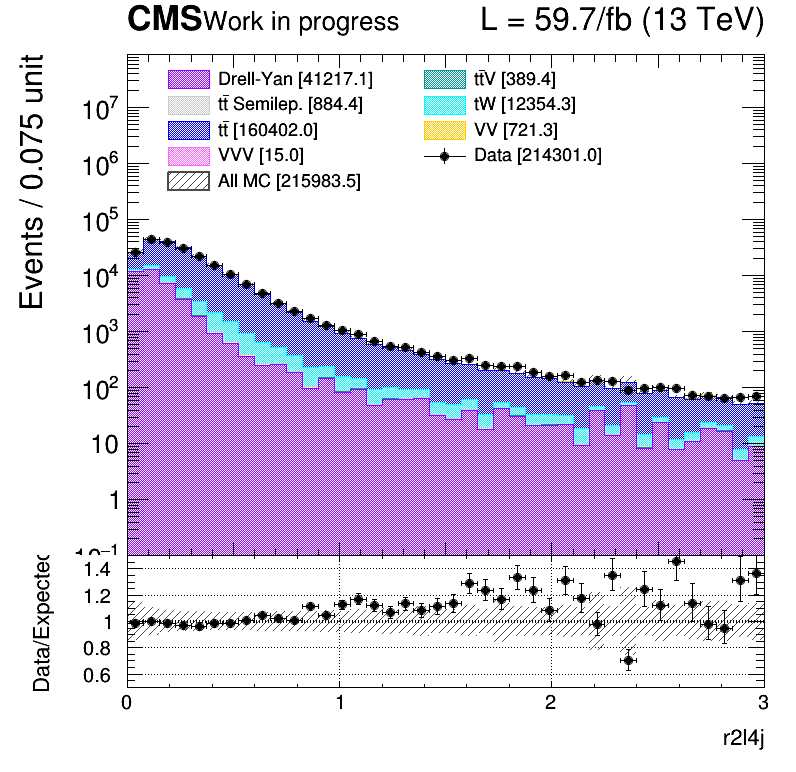 CMS Work in progress L = 59.7/fb (13 TeV)
Drell-Yan [41217.1]
tt̄V [389.4]
tt̄ Semilep. [884.4]
tW [12354.3]
tt̄ [160402.0]
VV [721.3]
VVV [15.0]
Data [214301.0]
All MC [215983.5]
Events / 0.075 unit
10⁷
10⁶
10⁵
10⁴
10³
10²
10
1
10⁻¹
Data/Expected
1.4
1.2
1
0.8
0.6
0 1 2 3
r2l4j